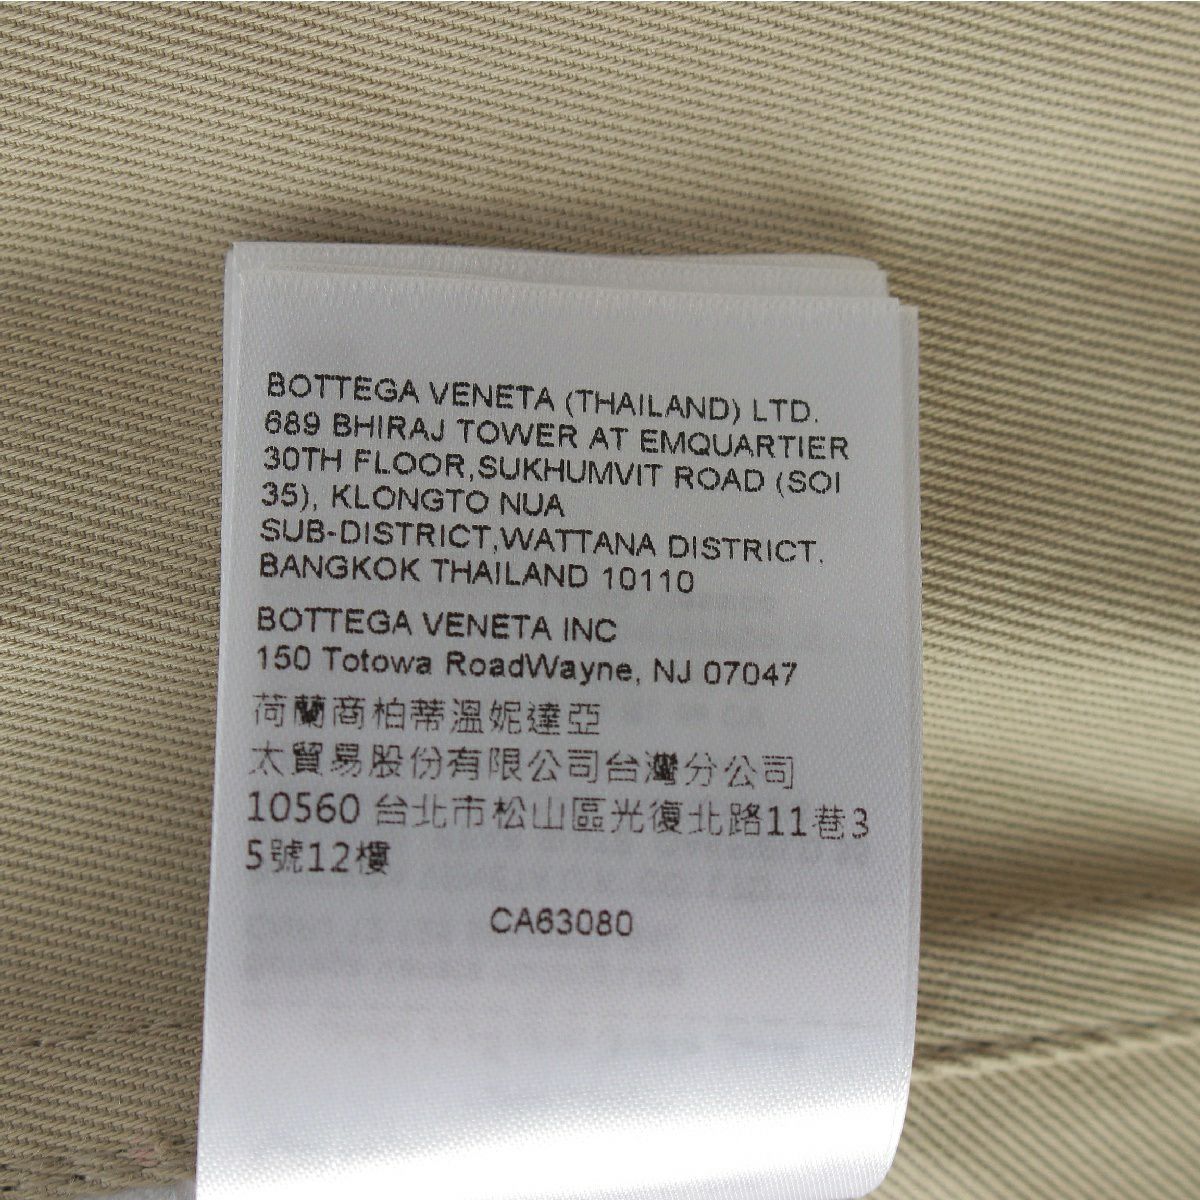 BOTTEGA VENETA (THAILAND) LTD.
689 BHIRAJ TOWER AT EMQUARTIER
30TH FLOOR,SUKHUMVIT ROAD (SOI
35), KLONGTO NUA
SUB-DISTRICT,WATTANA DISTRICT,
BANGKOK THAILAND 10110
BOTTEGA VENETA INC
150 Totowa RoadWayne, NJ 07047
荷蘭商柏蒂溫妮達亞
太貿易股份有限公司台灣分公司
10560 台北市松山區光復北路11巷3
5號12樓
CA63080